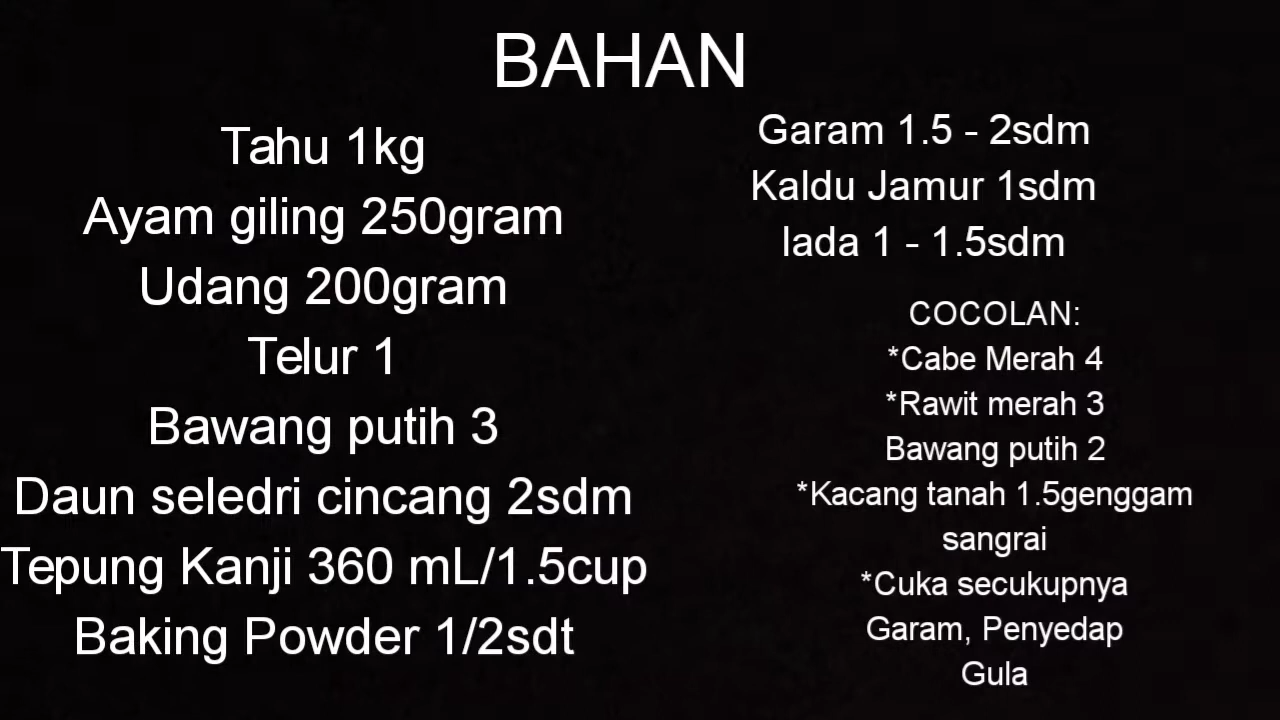 BAHAN
Tahu 1kg
Ayam giling 250gram
Udang 200gram
Telur 1
Bawang putih 3
Daun seledri cincang 2sdm
Tepung Kanji 360 mL/1.5cup
Baking Powder 1/2sdt
Garam 1.5 - 2sdm
Kaldu Jamur 1sdm
lada 1 - 1.5sdm
COCOLAN:
*Cabe Merah 4
*Rawit merah 3
Bawang putih 2
*Kacang tanah 1.5genggam
sangrai
*Cuka secukupnya
Garam, Penyedap
Gula